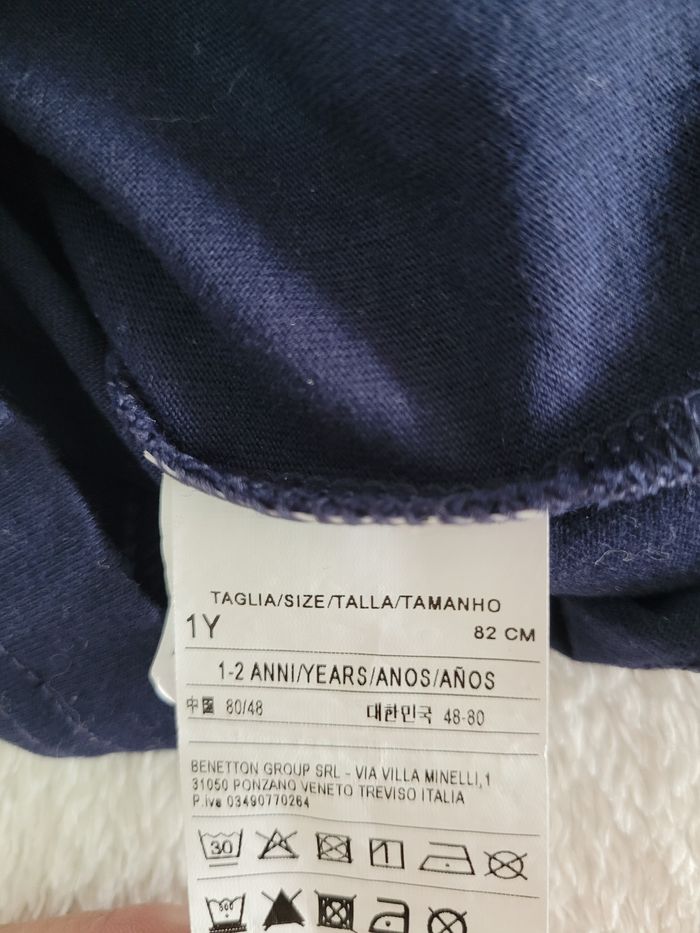 TAGLIA/SIZE/TALLA/TAMANHO
1Y 82 CM
1-2 ANNI/YEARS/ANOS/AÑOS
中国 80/48 대한민국 48-80
BENETTON GROUP SRL - VIA VILLA MINELLI,1
31050 PONZANO VENETO TREVISO ITALIA
P.iva 03490770264
30